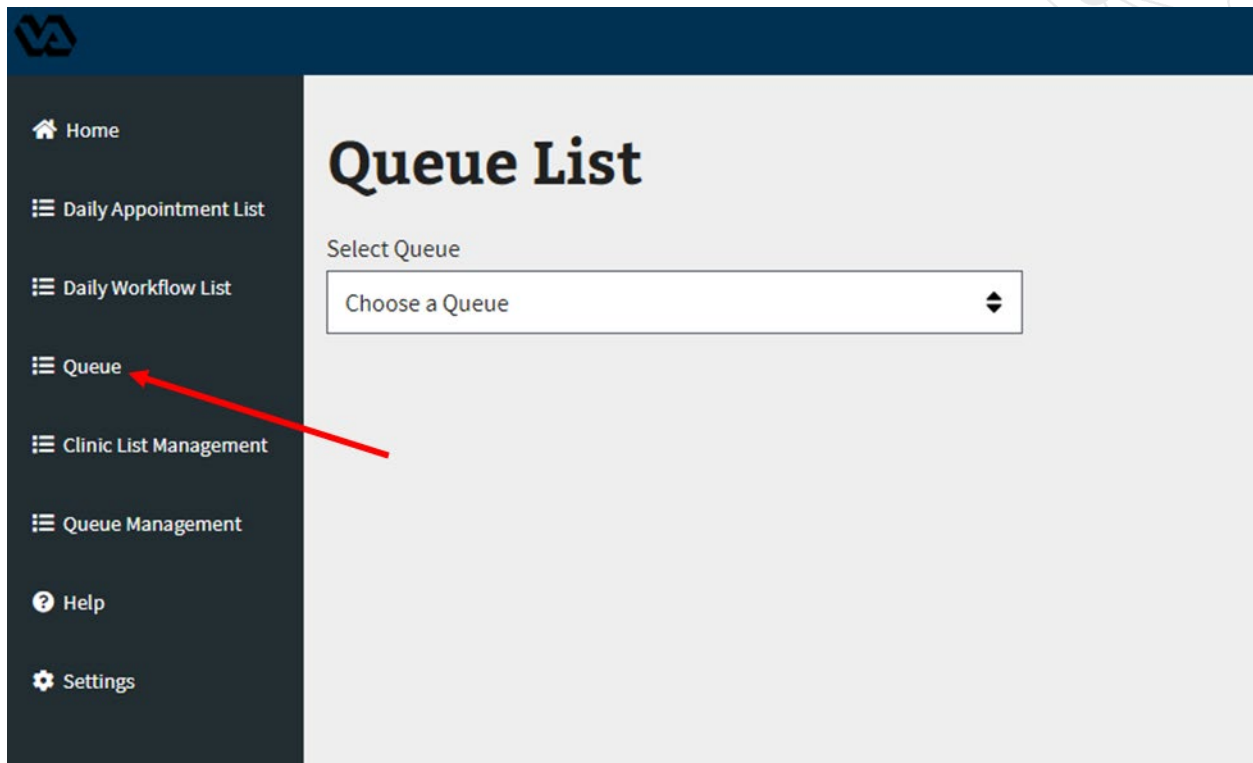 VA
Home
Daily Appointment List
Daily Workflow List
Queue
Clinic List Management
Queue Management
Help
Settings
Queue List
Select Queue
Choose a Queue